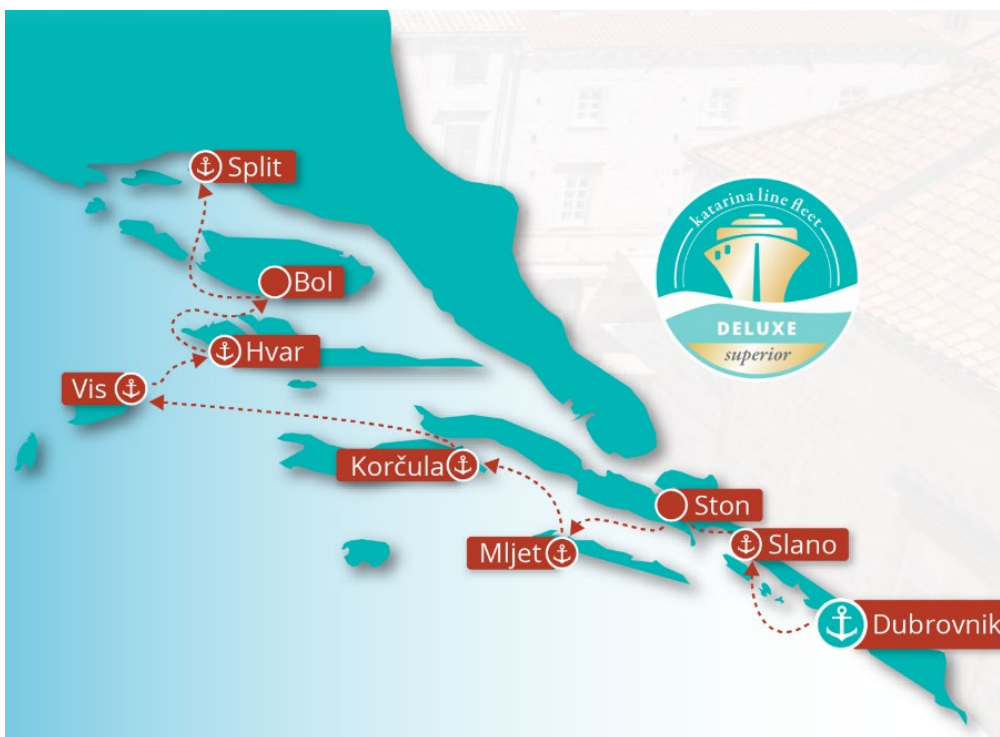 Split
katarina line fleet
DELUXE
superior
Bol
Hvar
Vis
Korčula
Ston
Mljet
Slano
Dubrovnik